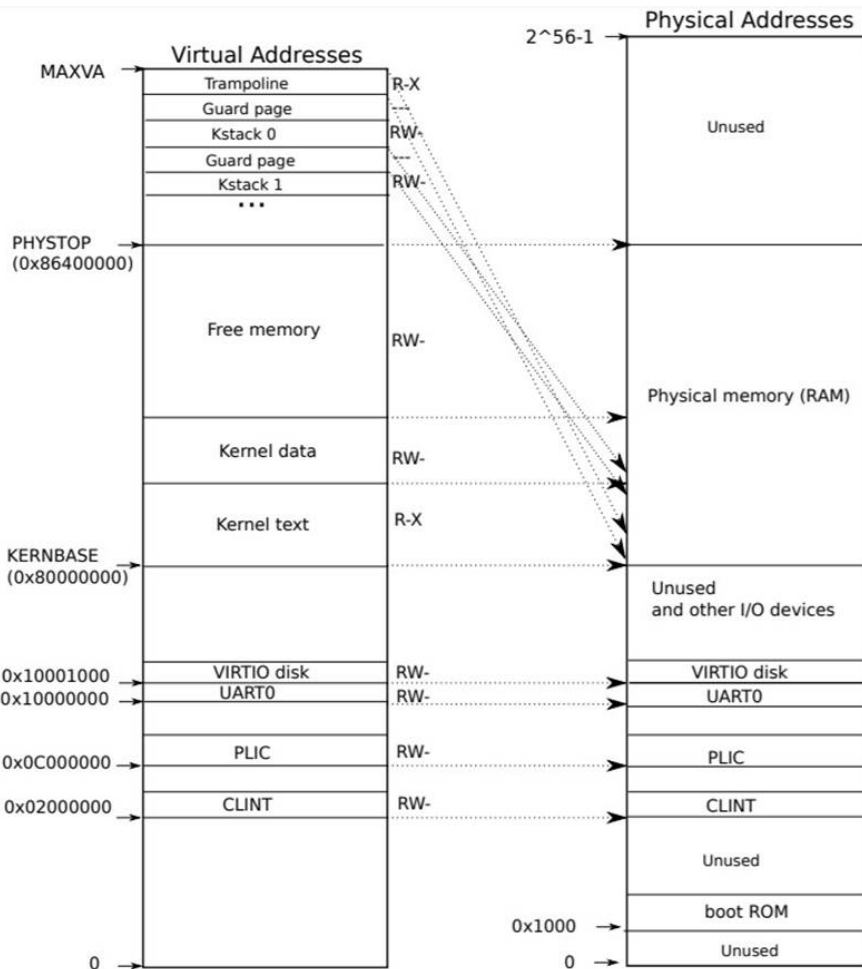 Virtual Addresses
MAXVA
Trampoline
R-X
Guard page
---
Kstack 0
RW-
Guard page
---
Kstack 1
RW-
...
PHYSTOP
(0x86400000)
Free memory
RW-
Kernel data
RW-
Kernel text
R-X
KERNBASE
(0x80000000)
0x10001000
VIRTIO disk
RW-
0x10000000
UART0
RW-
0x0C000000
PLIC
RW-
0x02000000
CLINT
RW-
0
Physical Addresses
2^56-1
Unused
Physical memory (RAM)
Unused
and other I/O devices
VIRTIO disk
UART0
PLIC
CLINT
Unused
boot ROM
0x1000
Unused
0